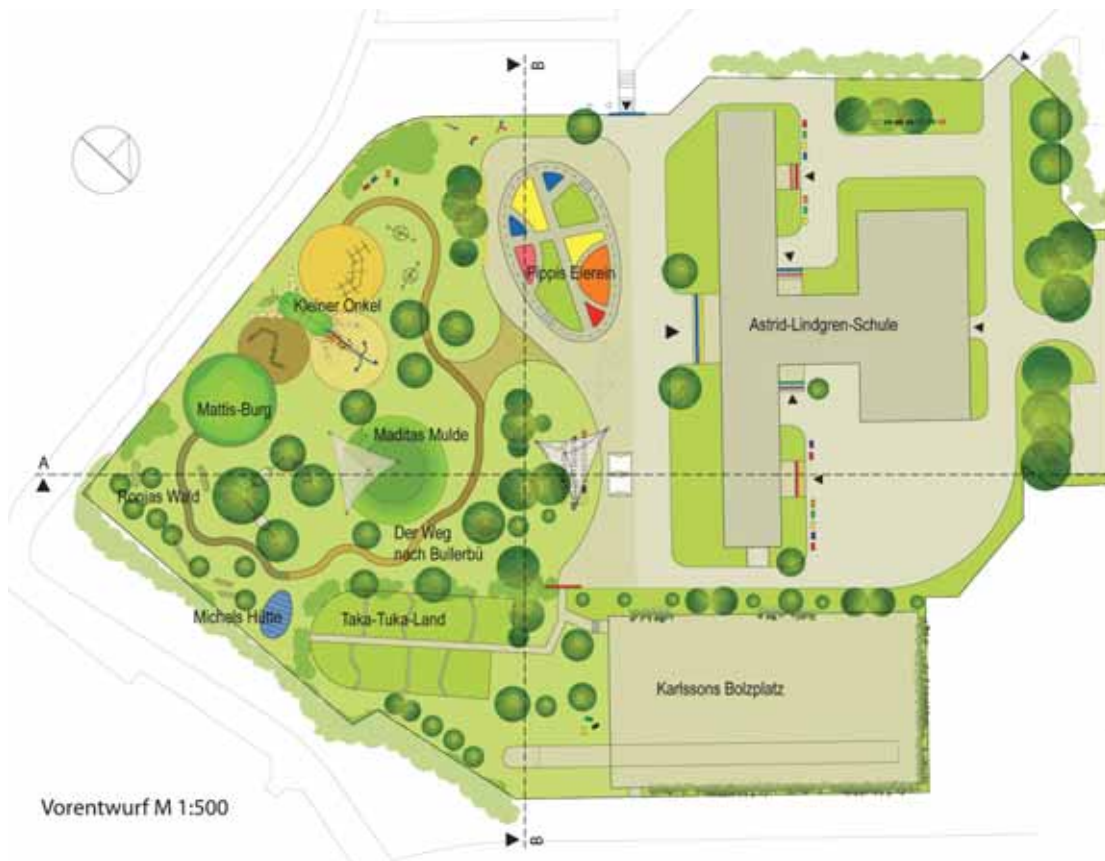 B
Pippis Eierein
Kleiner Onkel
Astrid-Lindgren-Schule
Mattis-Burg
Maditas Mulde
A
Ronjas Wald
Der Weg
nach Bullerbü
Michels Hütte
Taka-Tuka-Land
Karlssons Bolzplatz
Vorentwurf M 1:500
B